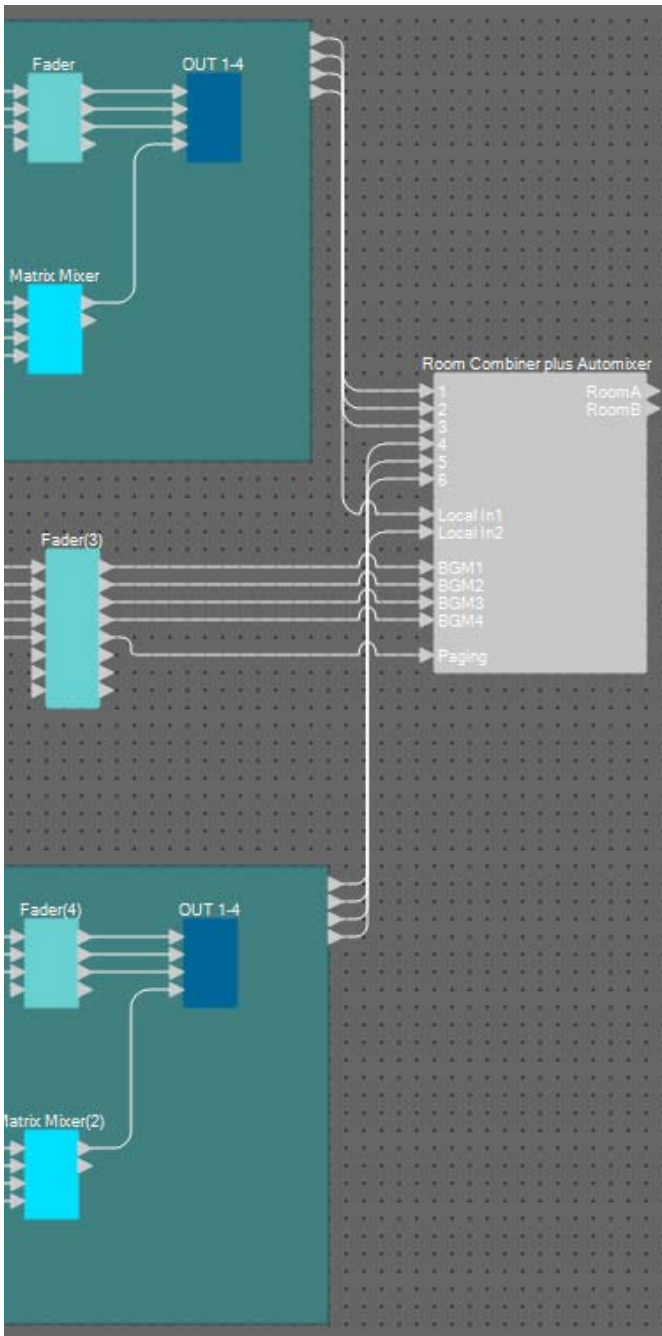 Fader
OUT 1-4
Matrix Mixer
Room Combiner plus Automixer
1
RoomA
2
RoomB
3
4
5
6
Local In1
Local In2
Fader(3)
BGM1
BGM2
BGM3
BGM4
Paging
Fader(4)
OUT 1-4
Matrix Mixer(2)